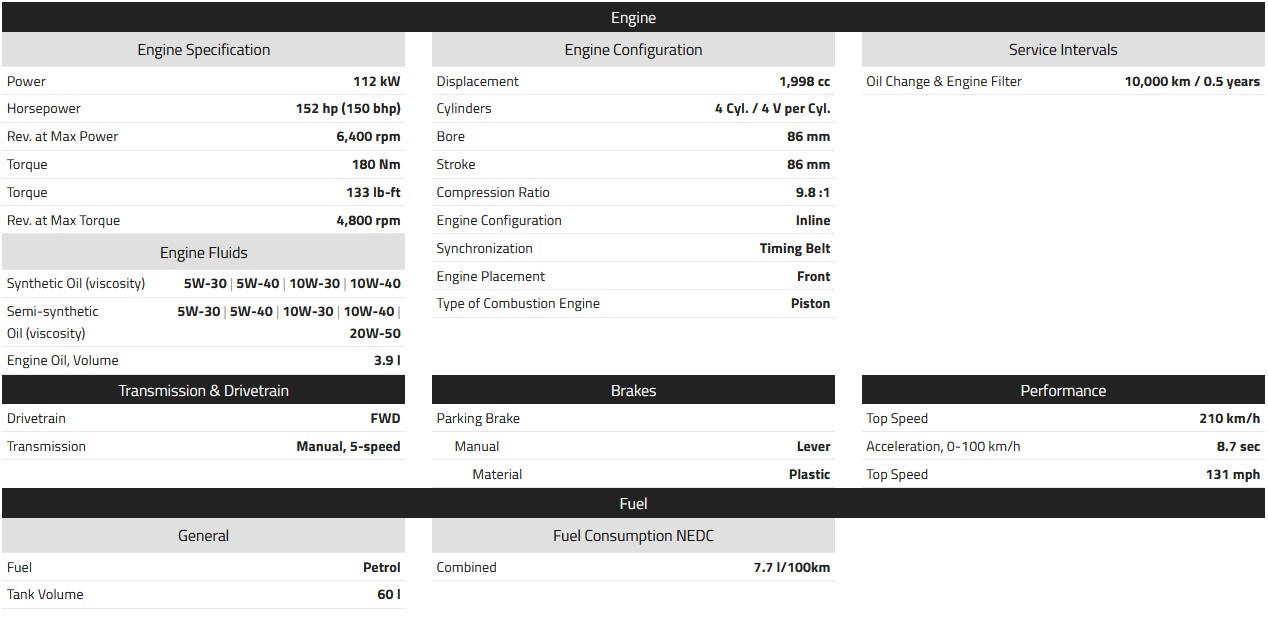 Engine
Engine Specification
Power 112 kW
Horsepower 152 hp (150 bhp)
Rev. at Max Power 6,400 rpm
Torque 180 Nm
Torque 133 lb-ft
Rev. at Max Torque 4,800 rpm
Engine Fluids
Synthetic Oil (viscosity) 5W-30 | 5W-40 | 10W-30 | 10W-40
Semi-synthetic 5W-30 | 5W-40 | 10W-30 | 10W-40 |
Oil (viscosity) 20W-50
Engine Oil, Volume 3.9 l
Engine Configuration
Displacement 1,998 cc
Cylinders 4 Cyl. / 4 V per Cyl.
Bore 86 mm
Stroke 86 mm
Compression Ratio 9.8 :1
Engine Configuration Inline
Synchronization Timing Belt
Engine Placement Front
Type of Combustion Engine Piston
Service Intervals
Oil Change & Engine Filter 10,000 km / 0.5 years
Transmission & Drivetrain
Drivetrain FWD
Transmission Manual, 5-speed
Brakes
Parking Brake
Manual Lever
Material Plastic
Performance
Top Speed 210 km/h
Acceleration, 0-100 km/h 8.7 sec
Top Speed 131 mph
Fuel
General
Fuel Petrol
Tank Volume 60 l
Fuel Consumption NEDC
Combined 7.7 l/100km